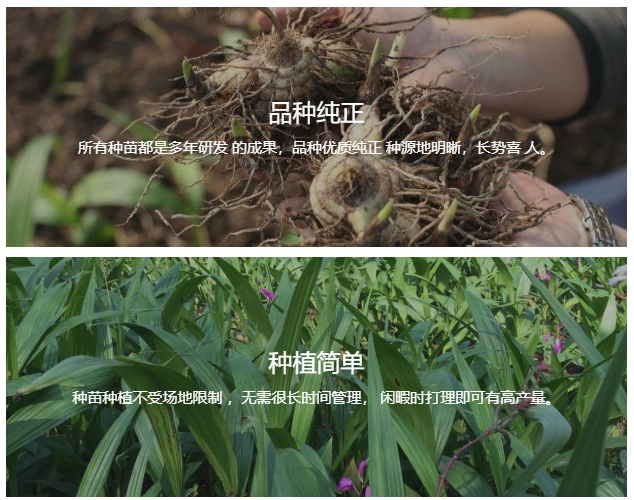 品种纯正
所有种苗都是多年研发 的成果，品种优质纯正 种源地明晰，长势喜 人。
种植简单
种苗种植不受场地限制 ，无需很长时间管理， 闲暇时打理即可有高产量。